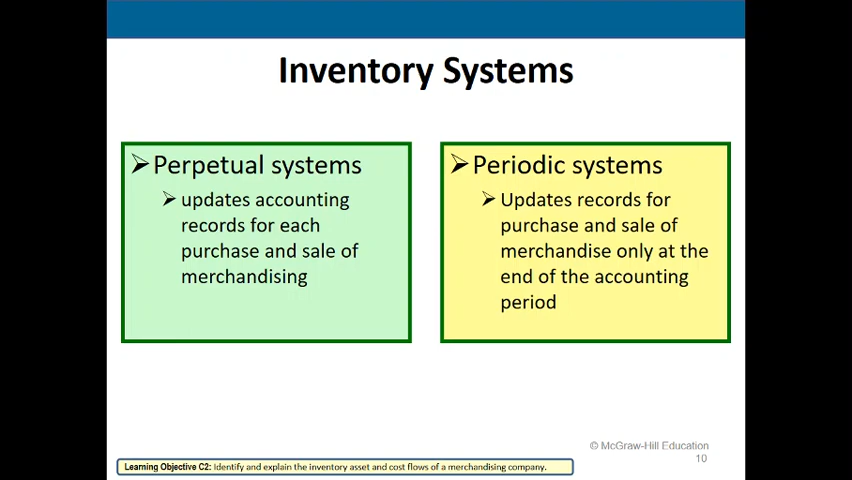 Inventory Systems
➢Perpetual systems
➢ updates accounting
records for each
purchase and sale of
merchandising
➢Periodic systems
➢ Updates records for
purchase and sale of
merchandise only at the
end of the accounting
period
© McGraw-Hill Education
10
Learning Objective C2: Identify and explain the inventory asset and cost flows of a merchandising company.